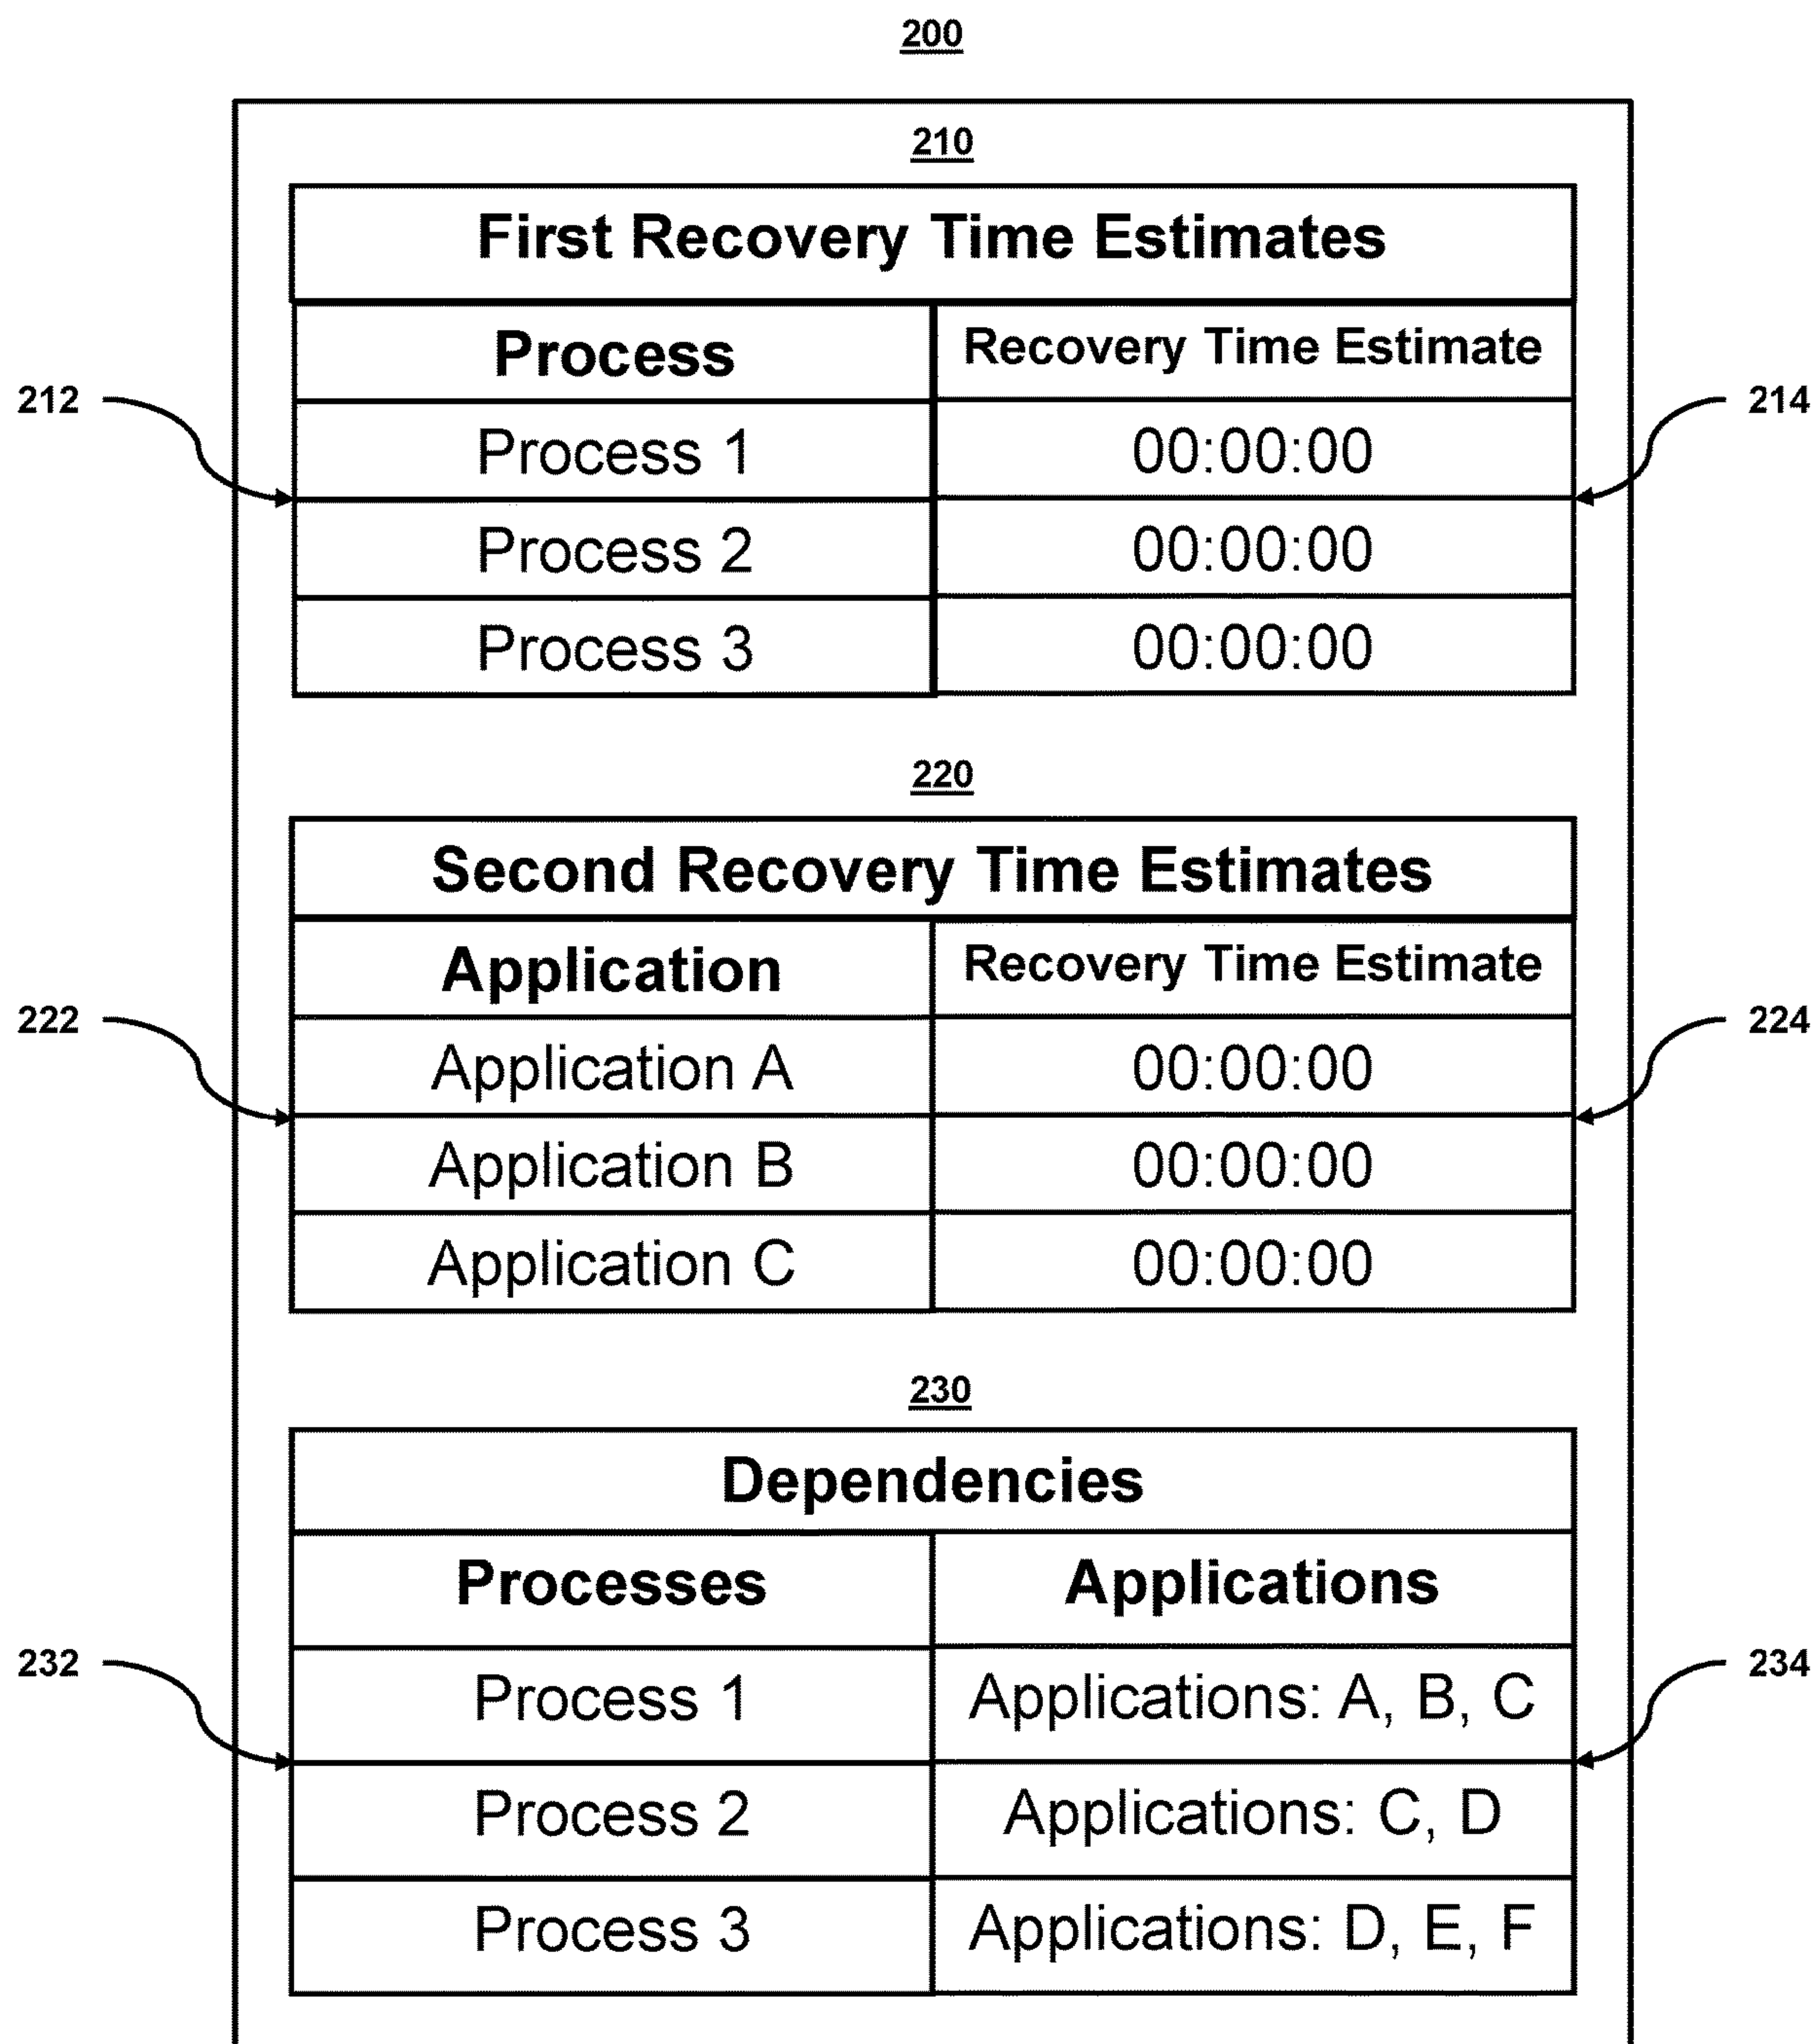 200
210
First Recovery Time Estimates
Process Recovery Time Estimate
212 214
Process 1 00:00:00
Process 2 00:00:00
Process 3 00:00:00
220
Second Recovery Time Estimates
Application Recovery Time Estimate
222 224
Application A 00:00:00
Application B 00:00:00
Application C 00:00:00
230
Dependencies
Processes Applications
232 234
Process 1 Applications: A, B, C
Process 2 Applications: C, D
Process 3 Applications: D, E, F